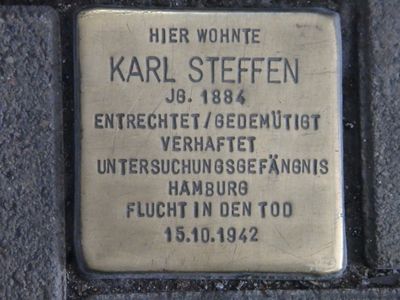 HIER WOHNTE
KARL STEFFEN
JG. 1884
ENTRECHTET/GEDEMÜTIGT
VERHAFTET
UNTERSUCHUNGSGEFÄNGNIS
HAMBURG
FLUCHT IN DEN TOD
15.10.1942